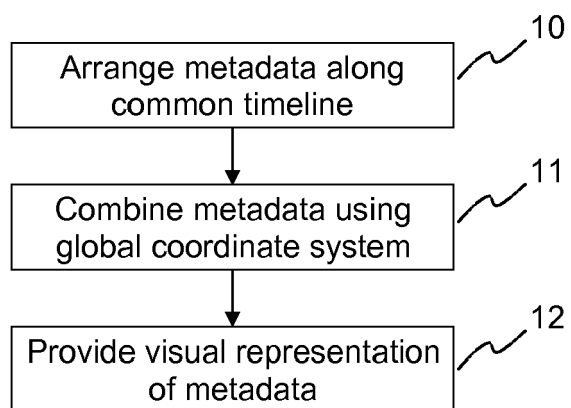 10
Arrange metadata along
common timeline
11
Combine metadata using
global coordinate system
12
Provide visual representation
of metadata